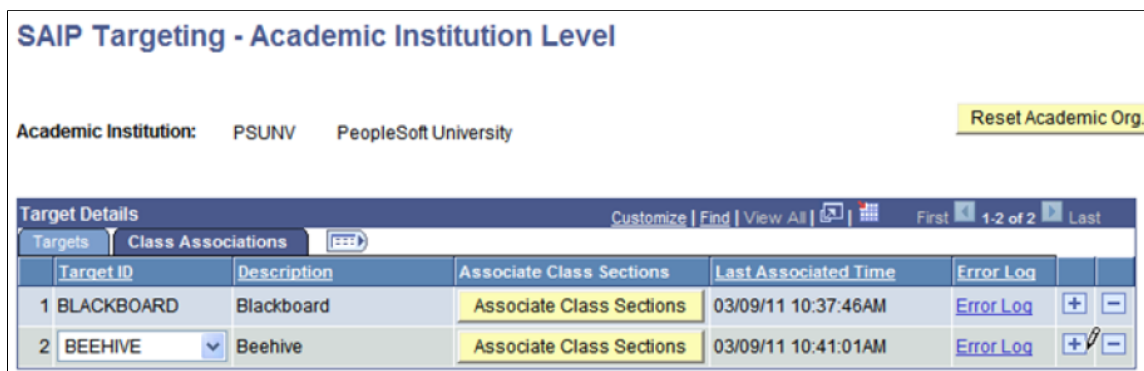 SAIP Targeting - Academic Institution Level
Academic Institution: PSUNV PeopleSoft University Reset Academic Org.
Target Details Customize | Find | View All | | First 1-2 of 2 Last
Targets Class Associations
Target ID Description Associate Class Sections Last Associated Time Error Log
1 BLACKBOARD Blackboard Associate Class Sections 03/09/11 10:37:46AM Error Log + -
2 BEEHIVE Beehive Associate Class Sections 03/09/11 10:41:01AM Error Log + -